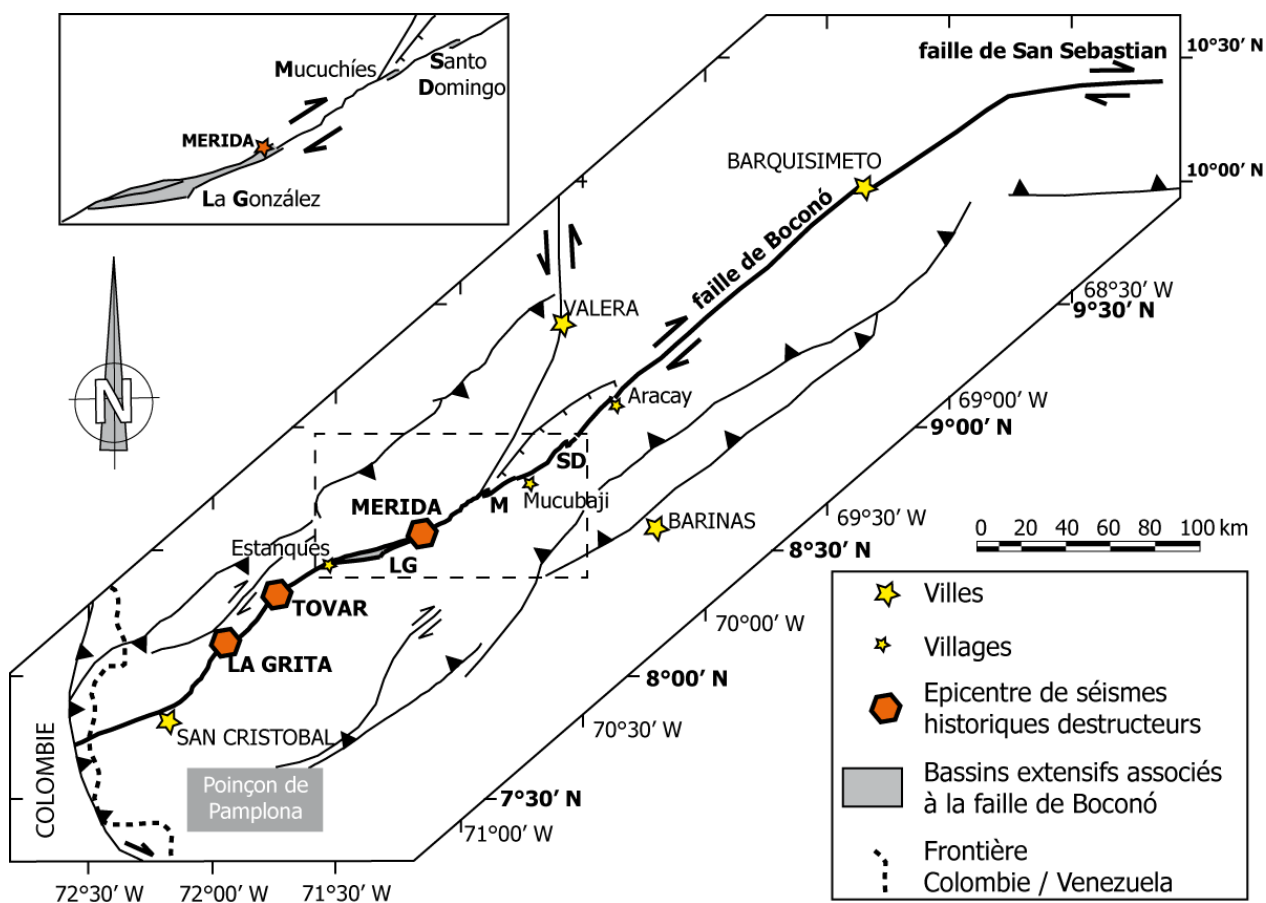 Mucuchíes
Santo
Domingo
MERIDA
La González
faille de San Sebastian
10°30’ N
BARQUISIMETO
10°00’ N
faille de Boconó
68°30’ W
9°30’ N
VALERA
Aracay
69°00’ W
9°00’ N
SD
MERIDA
M
Mucubaji
69°30’ W
BARINAS
8°30’ N
Estanques
LG
TOVAR
70°00’ W
LA GRITA
8°00’ N
SAN CRISTOBAL
70°30’ W
COLOMBIE
Poinçon de
Pamplona
7°30’ N
71°00’ W
72°30’ W
72°00’ W
71°30’ W
N
0 20 40 60 80 100 km
Villes
Villages
Epicentre de séismes
historiques destructeurs
Bassins extensifs associés
à la faille de Boconó
Frontière
Colombie / Venezuela